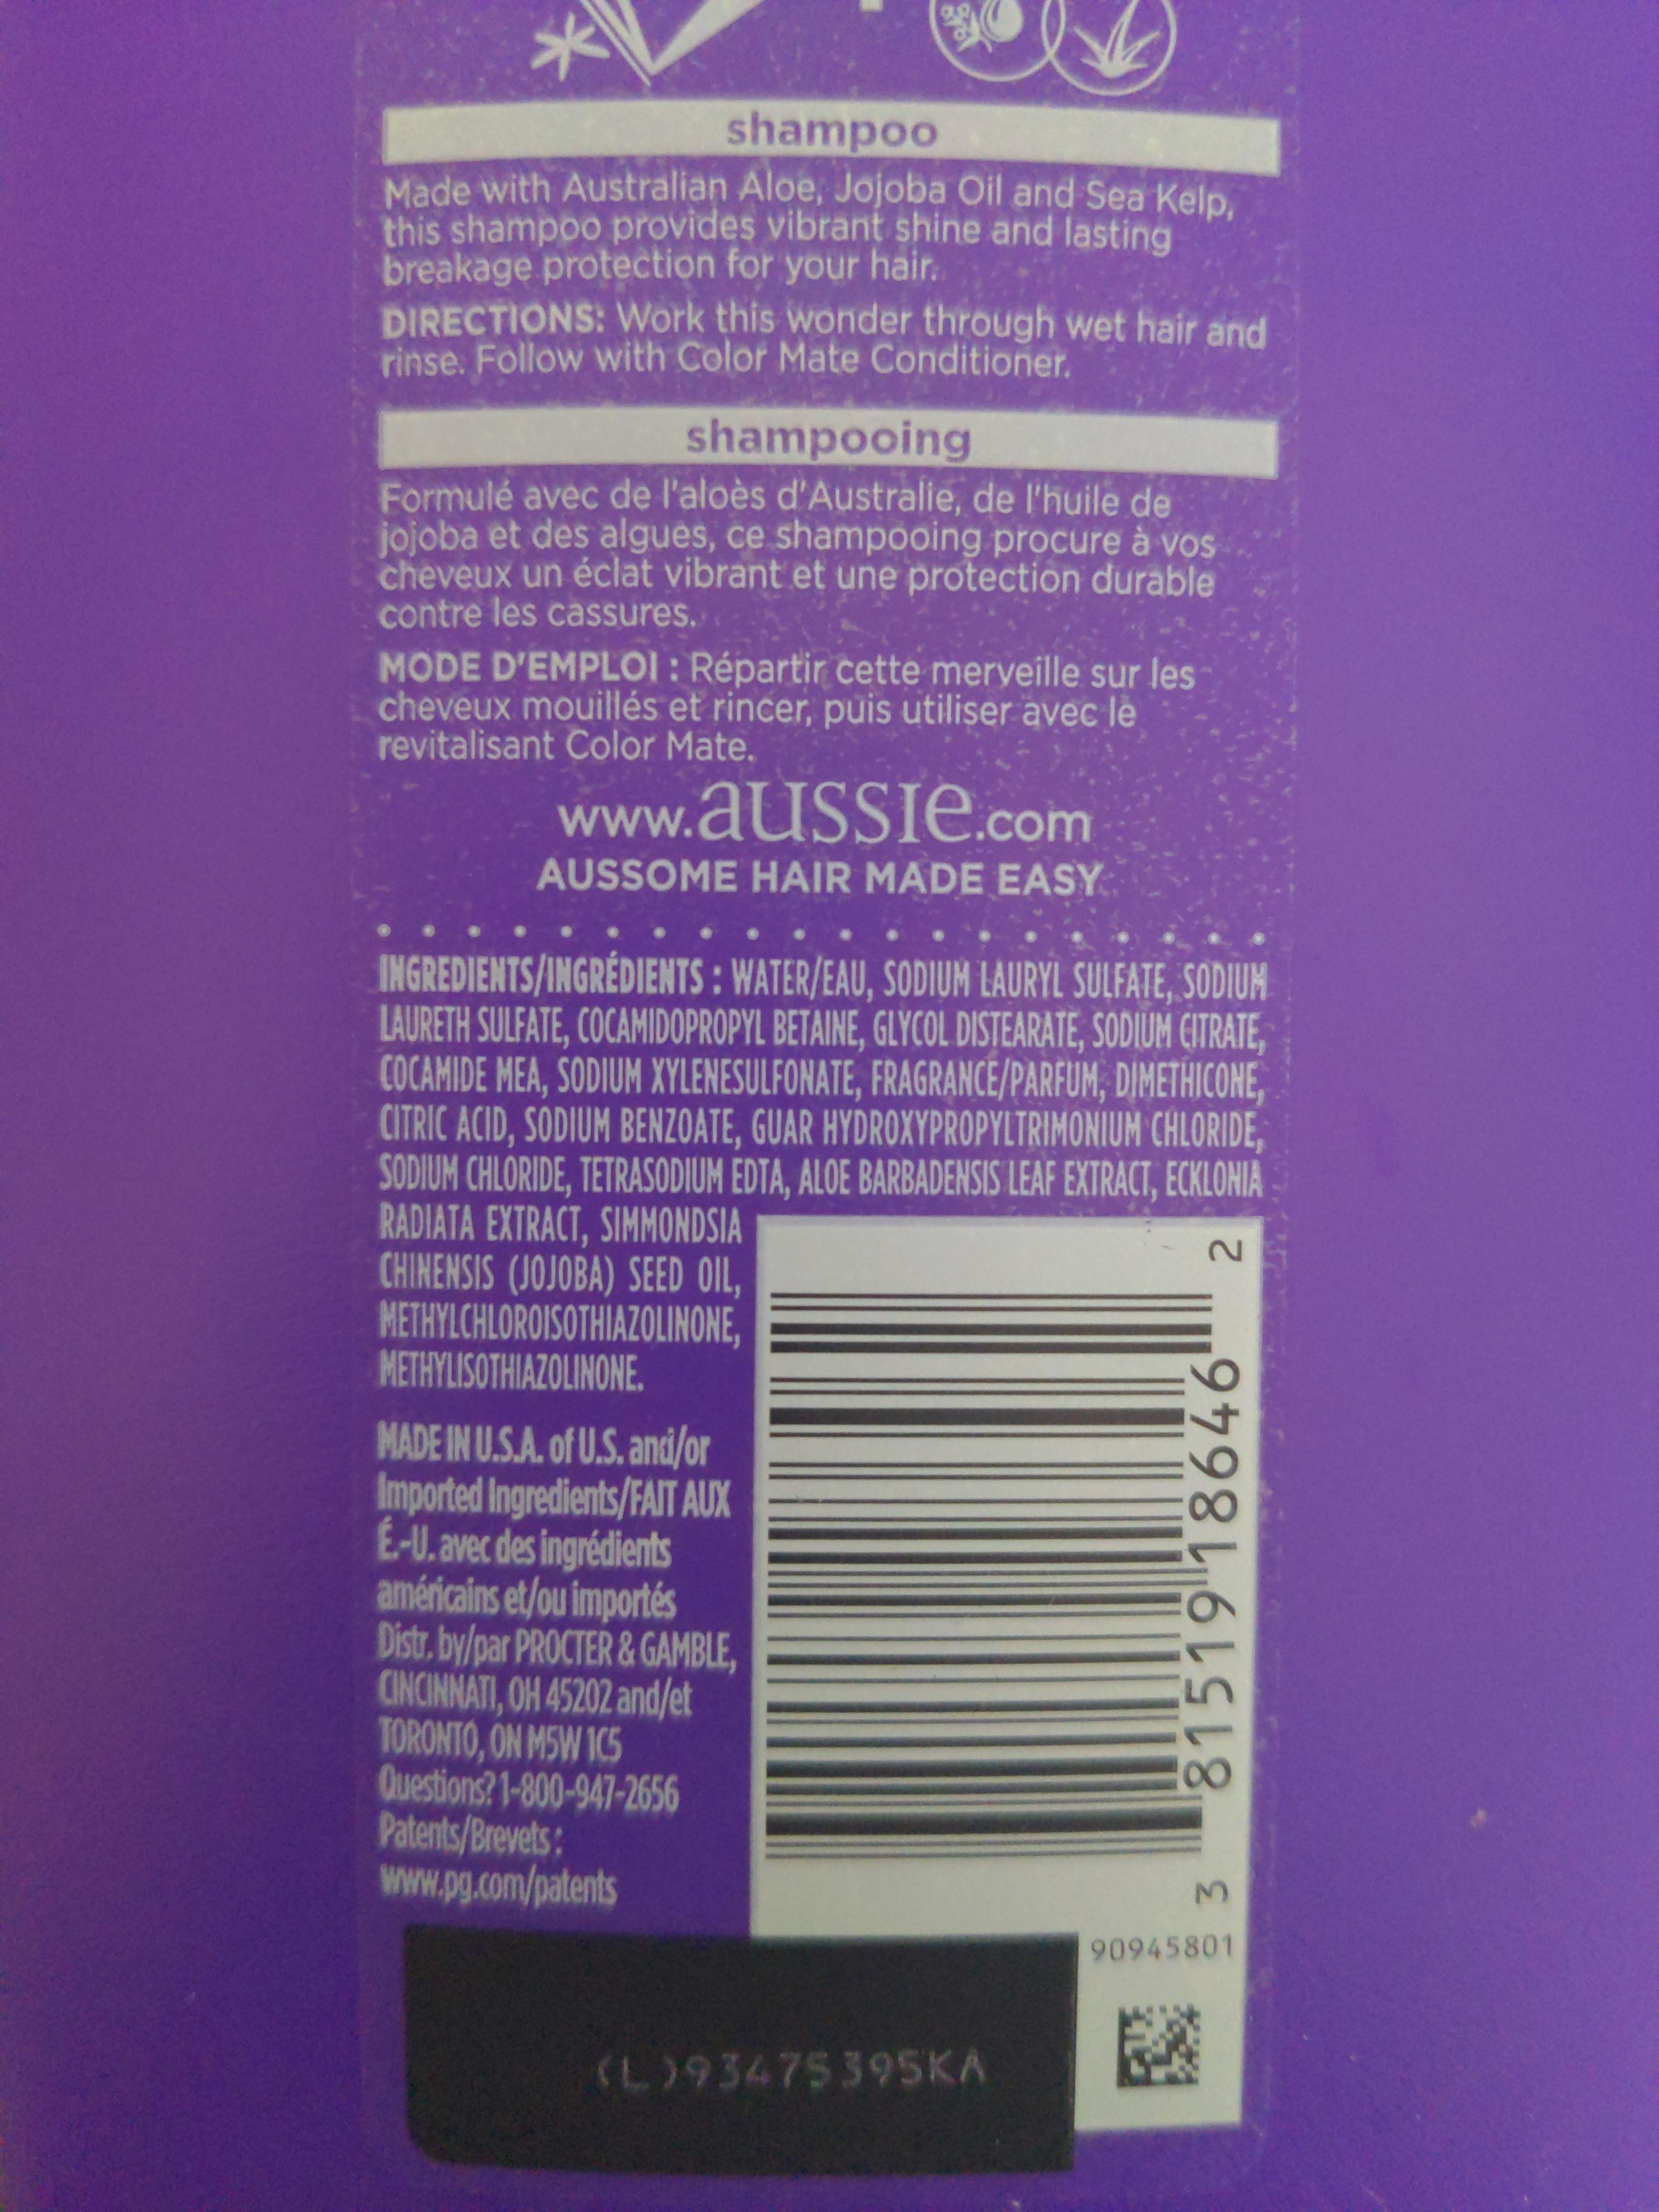 shampoo
Made with Australian Aloe, Jojoba Oil and Sea Kelp,
this shampoo provides vibrant shine and lasting
breakage protection for your hair.
DIRECTIONS: Work this wonder through wet hair and
rinse. Follow with Color Mate Conditioner.
shampooing
Formulé avec de l'aloès d'Australie, de l'huile de
jojoba et des algues, ce shampooing procure à vos
cheveux un éclat vibrant et une protection durable
contre les cassures.
MODE D'EMPLOI : Répartir cette merveille sur les
cheveux mouillés et rincer, puis utiliser avec le
revitalisant Color Mate.
www.aussie.com
AUSSOME HAIR MADE EASY
INGREDIENTS/INGRÉDIENTS : WATER/EAU, SODIUM LAURYL SULFATE, SODIUM
LAURETH SULFATE, COCAMIDOPROPYL BETAINE, GLYCOL DISTEARATE, SODIUM CITRATE,
COCAMIDE MEA, SODIUM XYLENESULFONATE, FRAGRANCE/PARFUM, DIMETHICONE,
CITRIC ACID, SODIUM BENZOATE, GUAR HYDROXYPROPYLTRIMONIUM CHLORIDE,
SODIUM CHLORIDE, TETRASODIUM EDTA, ALOE BARBADENSIS LEAF EXTRACT, ECKLONIA
RADIATA EXTRACT, SIMMONDSIA
CHINENSIS (JOJOBA) SEED OIL,
METHYLCHLOROISOTHIAZOLINONE,
METHYLISOTHIAZOLINONE.
MADE IN U.S.A. of U.S. and/or
Imported Ingredients/FAIT AUX
É.-U. avec des ingrédients
américains et/ou importés
Distr. by/par PROCTER & GAMBLE,
CINCINNATI, OH 45202 and/et
TORONTO, ON M5W 1C5
Questions? 1-800-947-2656
Patents/Brevets :
www.pg.com/patents
3 81519 18646 2
90945801
(L)93475395KA